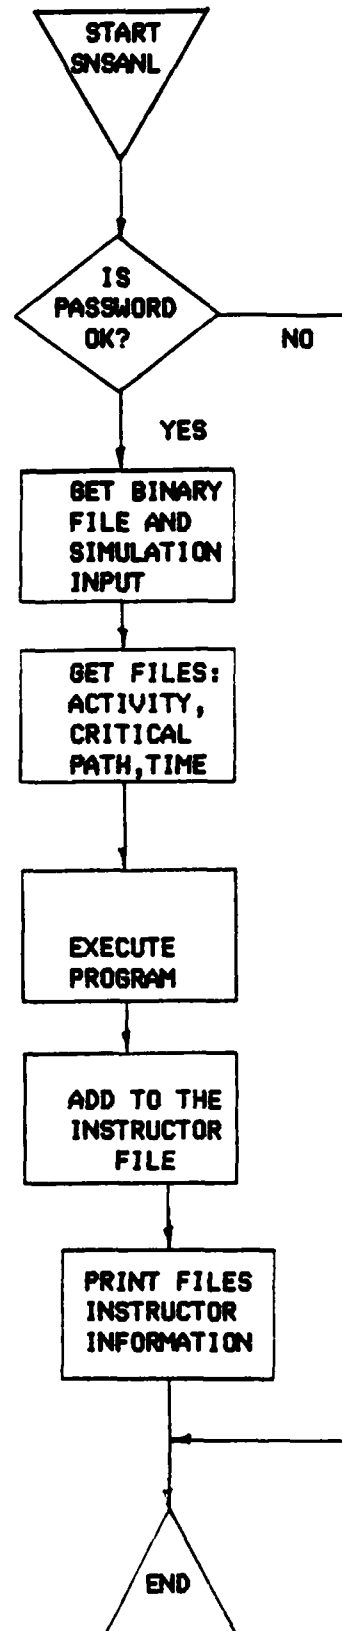 START
SNSANL
IS
PASSWORD
OK?
NO
YES
GET BINARY
FILE AND
SIMULATION
INPUT
GET FILES:
ACTIVITY,
CRITICAL
PATH,TIME
EXECUTE
PROGRAM
ADD TO THE
INSTRUCTOR
FILE
PRINT FILES
INSTRUCTOR
INFORMATION
END